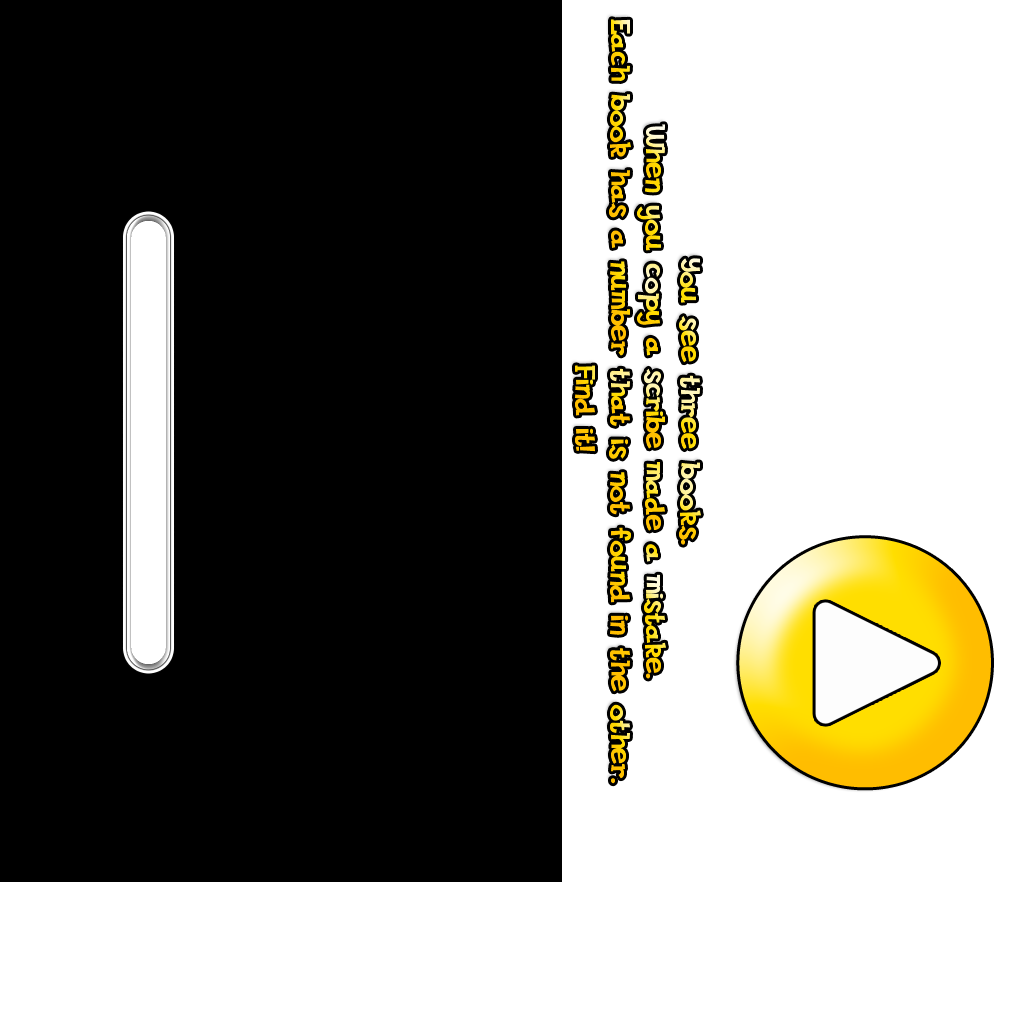 You see three books.
When you copy a scribe made a mistake.
Each book has a number that is not found in the other.
Find it!